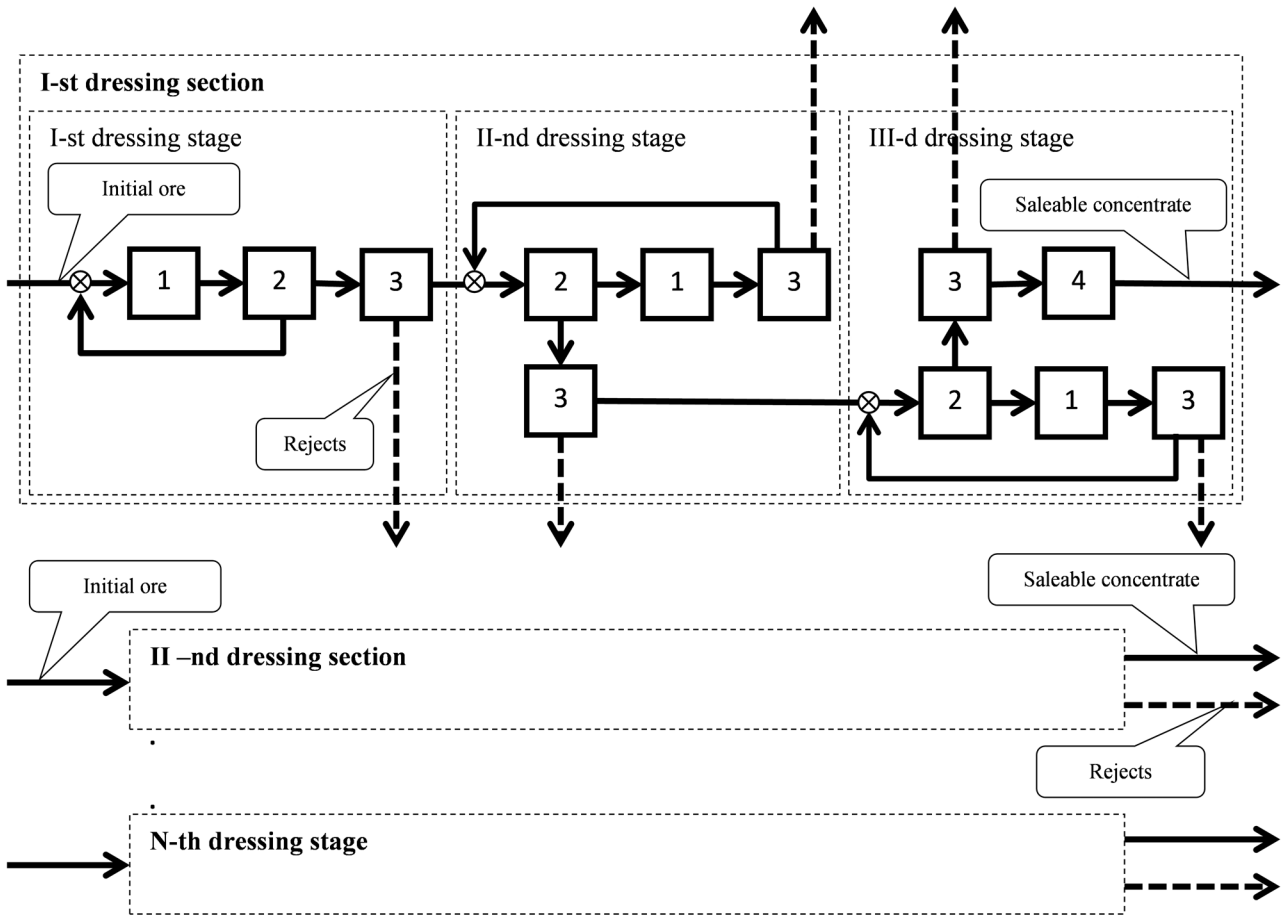 I-st dressing section
I-st dressing stage
II-nd dressing stage
III-d dressing stage
Initial ore
Saleable concentrate
1
2
3
2
1
3
3
4
3
2
1
3
Rejects
Initial ore
Saleable concentrate
II –nd dressing section
.
Rejects
.
N-th dressing stage